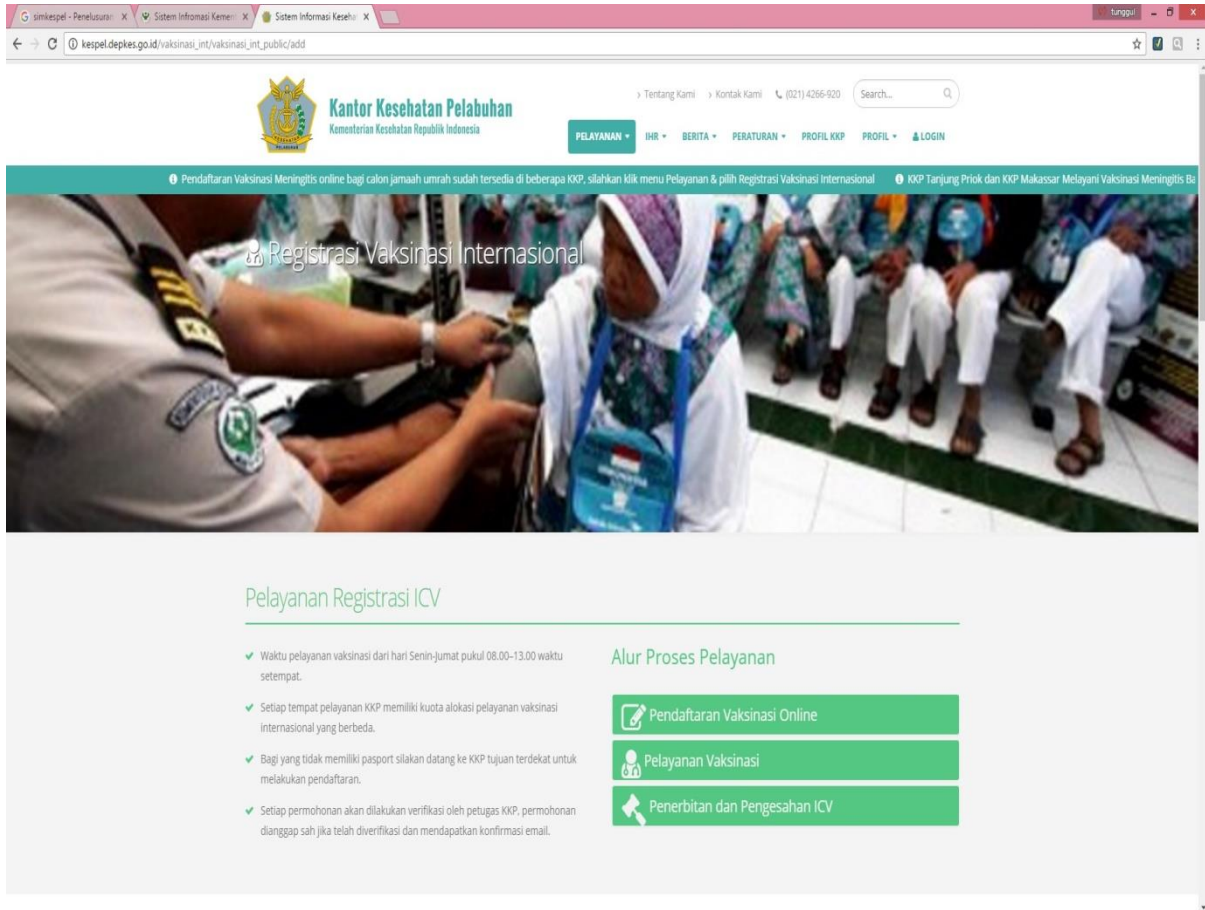 simkespel - Penelusuran
Sistem Infromasi Kemen
Sistem Informasi Keseha
tunggul
kespel.depkes.go.id/vaksinasi_int/vaksinasi_int_public/add
Kantor Kesehatan Pelabuhan
Kementerian Kesehatan Republik Indonesia
Tentang Kami
Kontak Kami
(021) 4266-920
Search...
PELAYANAN
IHR
BERITA
PERATURAN
PROFIL KKP
PROFIL
LOGIN
Pendaftaran Vaksinasi Meningitis online bagi calon jamaah umrah sudah tersedia di beberapa KKP, silahkan klik menu Pelayanan & pilih Registrasi Vaksinasi Internasional
KKP Tanjung Priok dan KKP Makassar Melayani Vaksinasi Meningitis Ba
Registrasi Vaksinasi Internasional
Pelayanan Registrasi ICV
Waktu pelayanan vaksinasi dari hari Senin-Jumat pukul 08.00–13.00 waktu
setempat.
Setiap tempat pelayanan KKP memiliki kuota alokasi pelayanan vaksinasi
internasional yang berbeda.
Bagi yang tidak memiliki pasport silakan datang ke KKP tujuan terdekat untuk
melakukan pendaftaran.
Setiap permohonan akan dilakukan verifikasi oleh petugas KKP, permohonan
dianggap sah jika telah diverifikasi dan mendapatkan konfirmasi email.
Alur Proses Pelayanan
Pendaftaran Vaksinasi Online
Pelayanan Vaksinasi
Penerbitan dan Pengesahan ICV